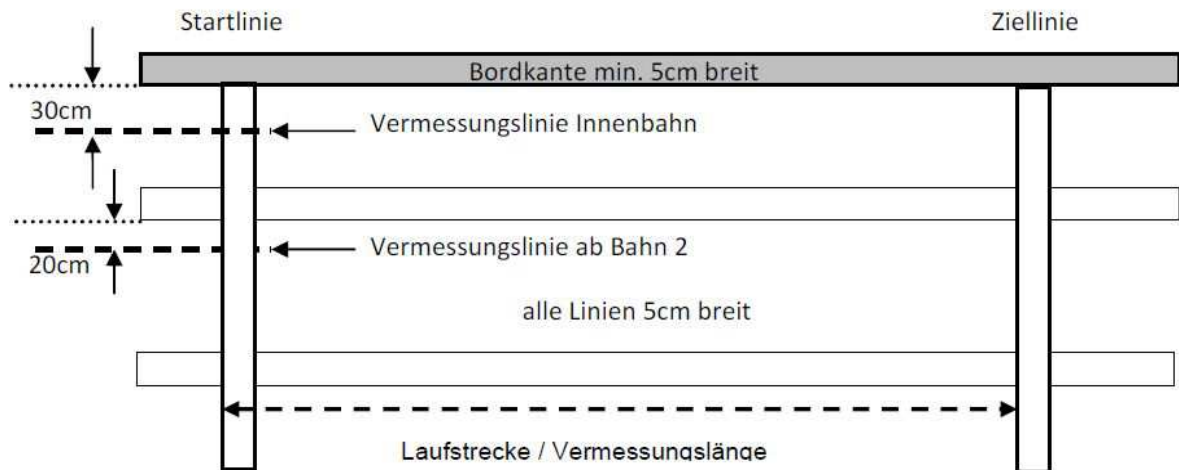 Startlinie
Ziellinie
Bordkante min. 5cm breit
30cm
Vermessungslinie Innenbahn
Vermessungslinie ab Bahn 2
20cm
alle Linien 5cm breit
Laufstrecke / Vermessungslänge